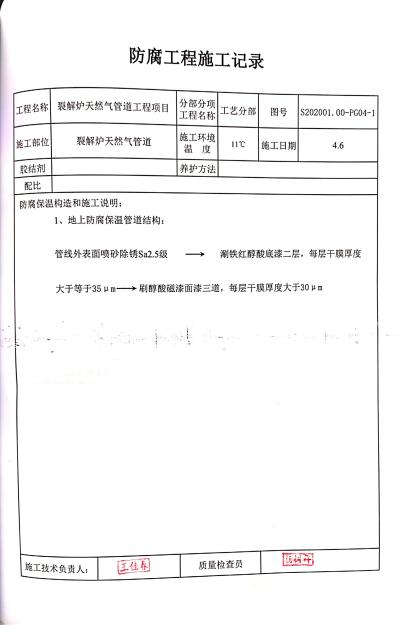 防腐工程施工记录
工程名称 裂解炉天然气管道工程项目 分部分项工程名称 工艺分部 图号 S202001.00-PG04-1
施工部位 裂解炉天然气管道 施工环境温 度 11℃ 施工日期 4.6
胶结剂 养护方法
配比
防腐保温构造和施工说明:
1、地上防腐保温管道结构:
管线外表面喷砂除锈Sa2.5级 → 涮铁红醇酸底漆二层,每层干膜厚度
大于等于35μm→刷醇酸磁漆面漆三道,每层干膜厚度大于30μm
施工技术负责人: 王仕春 质量检查员